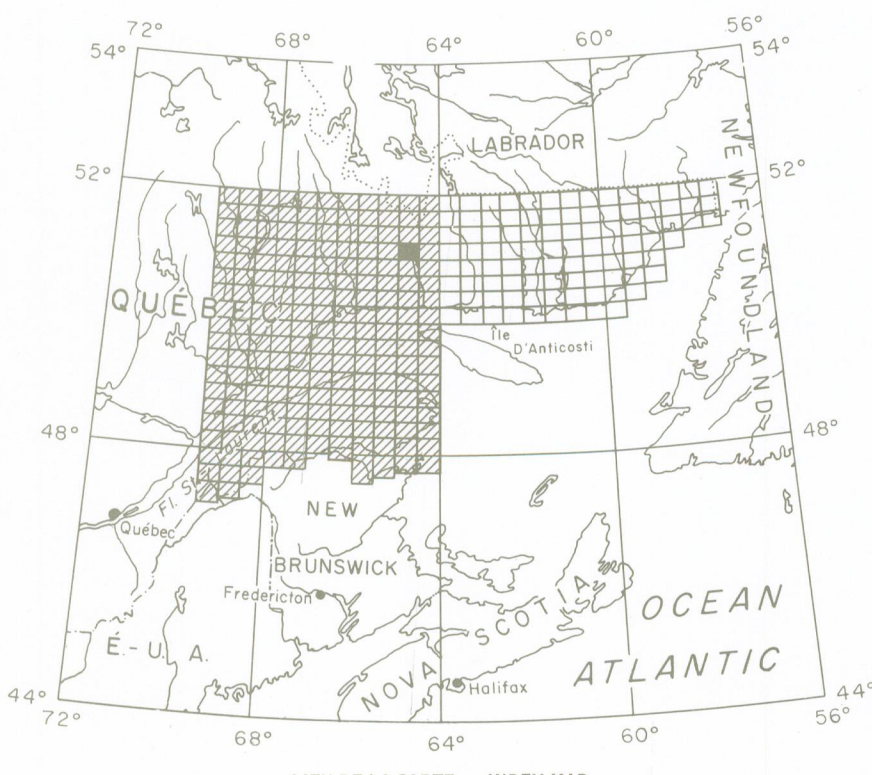 72°
68°
64°
60°
56°
54°
54°
LABRADOR
52°
52°
NEWFOUNDLAND
QUÉBEC
Île
D'Anticosti
48°
48°
Fl. St Laurent
Québec
NEW
BRUNSWICK
Fredericton
NOVA SCOTIA
OCEAN
ATLANTIC
É.-U. A.
Halifax
44°
44°
72°
68°
64°
60°
56°